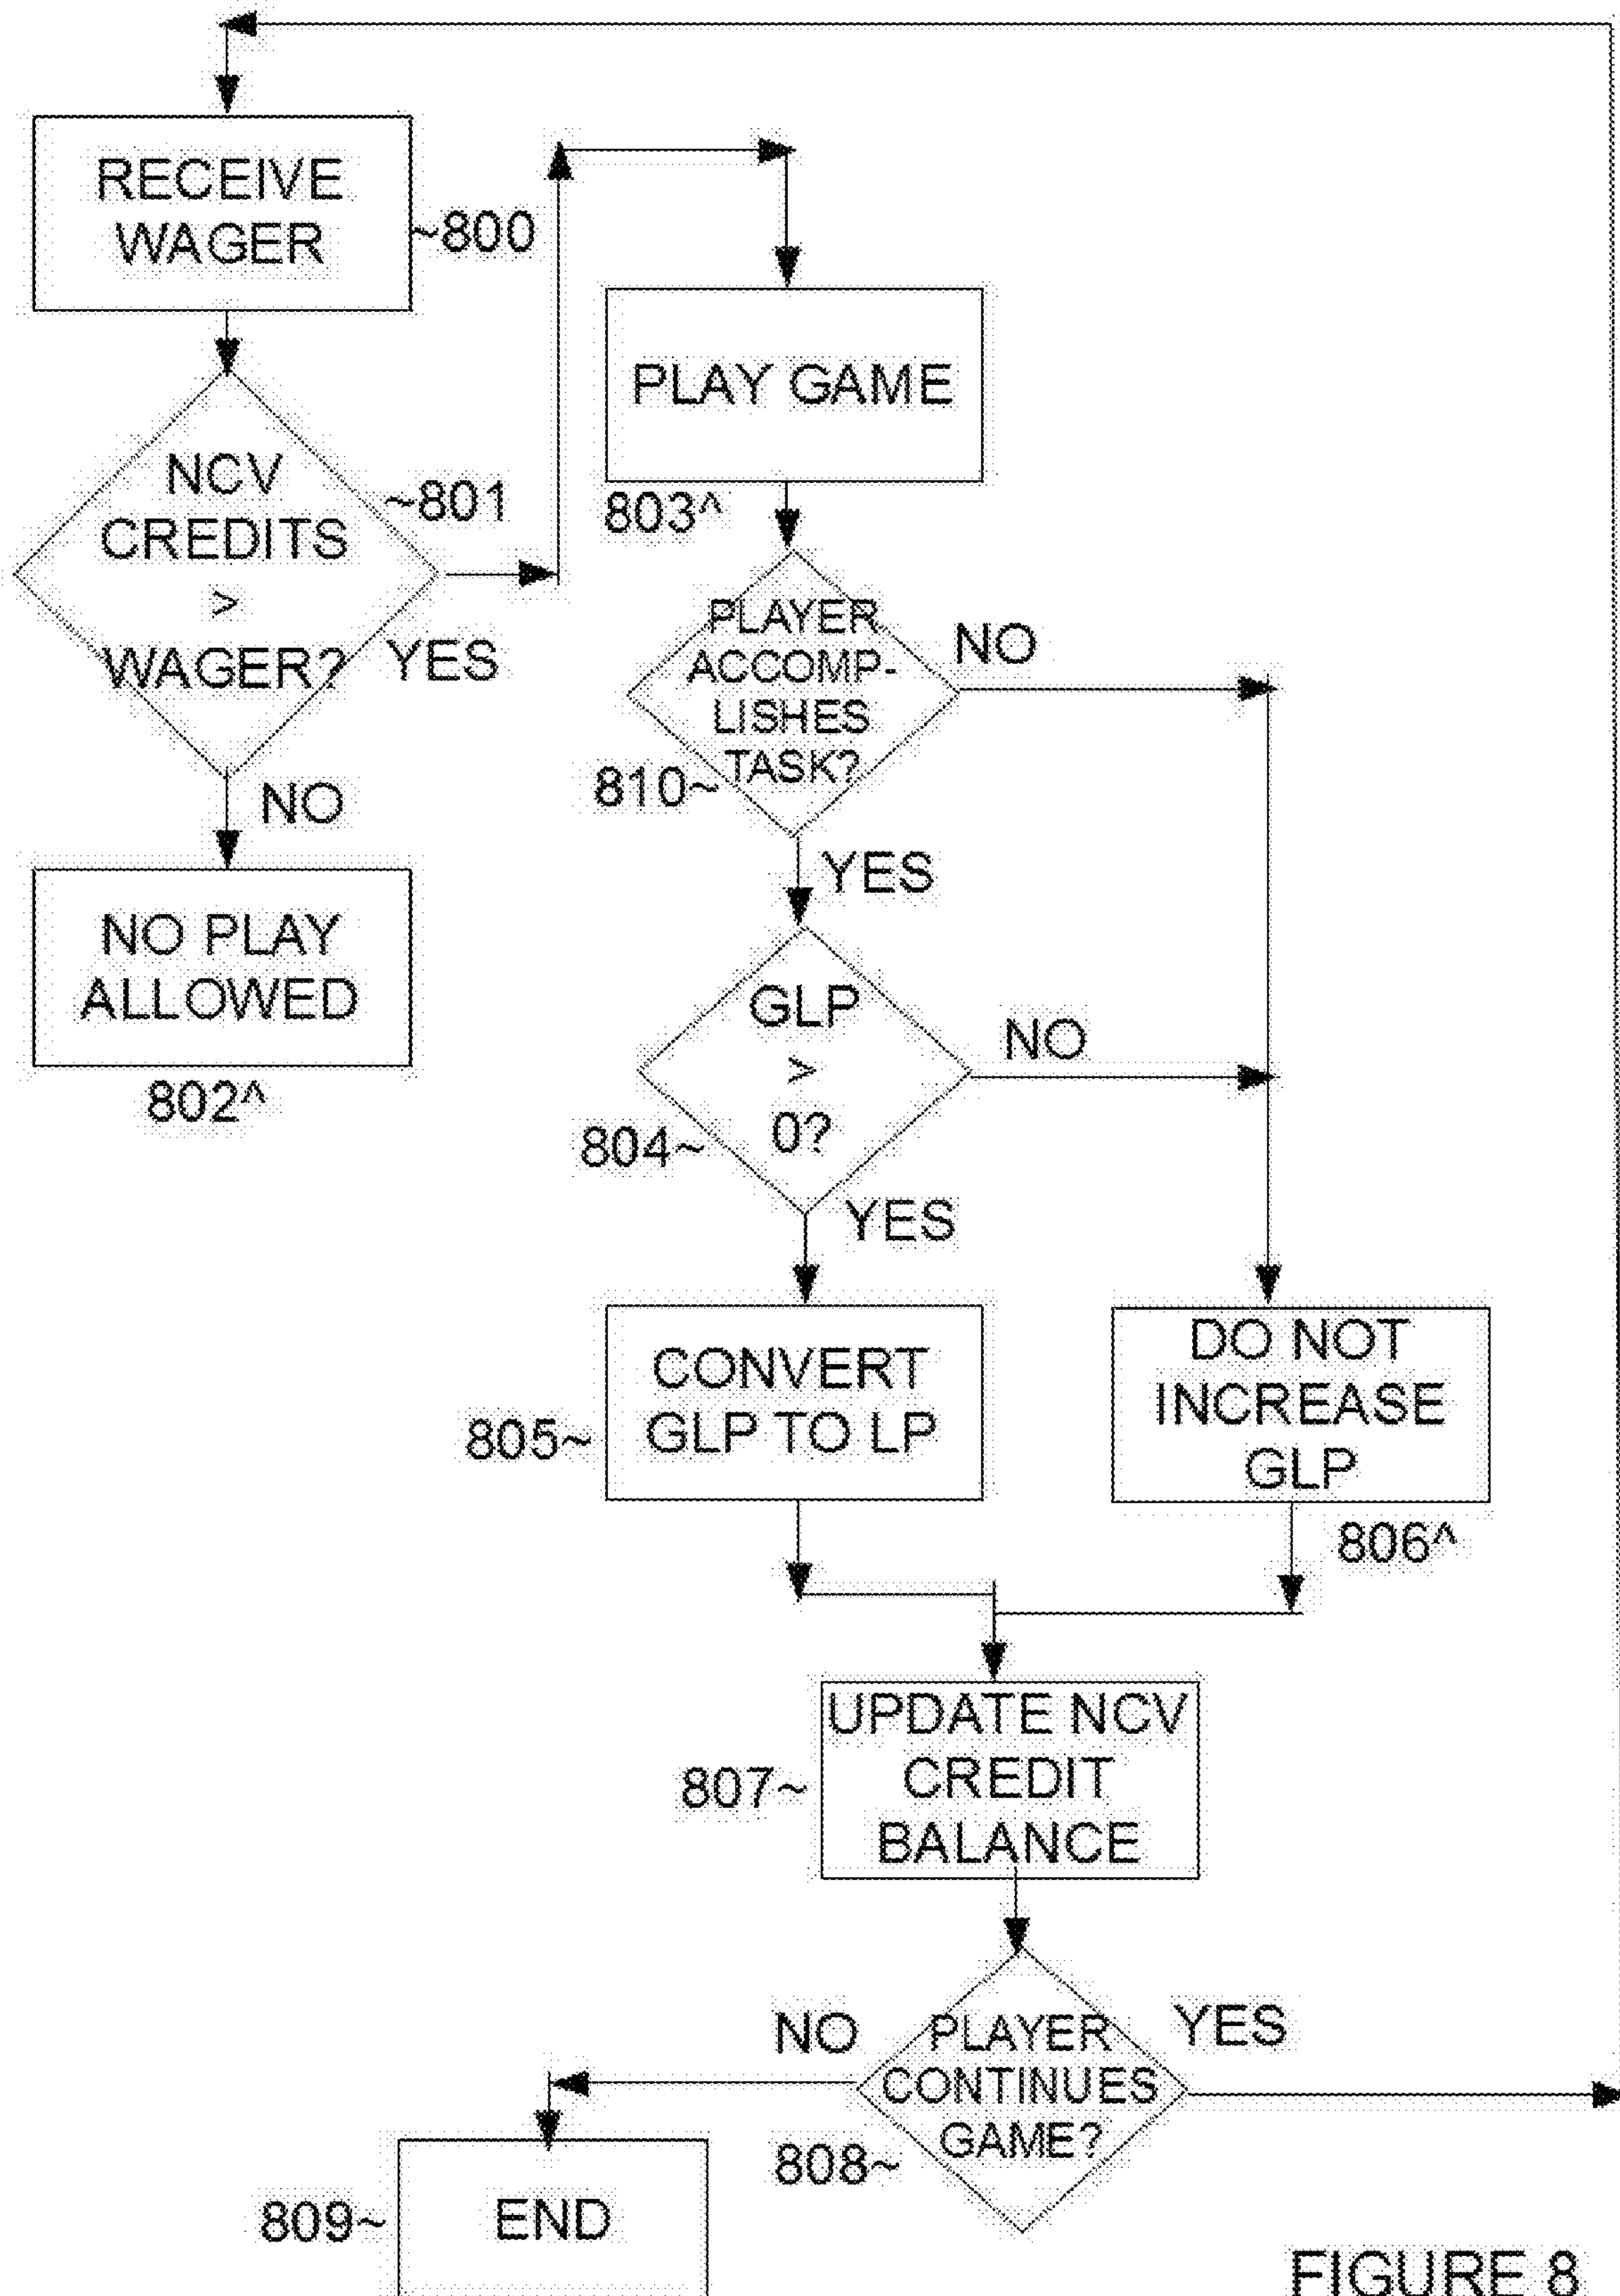 RECEIVE
WAGER
~800
NCV
CREDITS
>
WAGER?
~801
YES
NO
NO PLAY
ALLOWED
802^
PLAY GAME
803^
PLAYER
ACCOMP-
LISHES
TASK?
810~
NO
YES
GLP
>
0?
804~
NO
YES
CONVERT
GLP TO LP
805~
DO NOT
INCREASE
GLP
806^
UPDATE NCV
CREDIT
BALANCE
807~
PLAYER
CONTINUES
GAME?
808~
NO
YES
END
809~
FIGURE 8